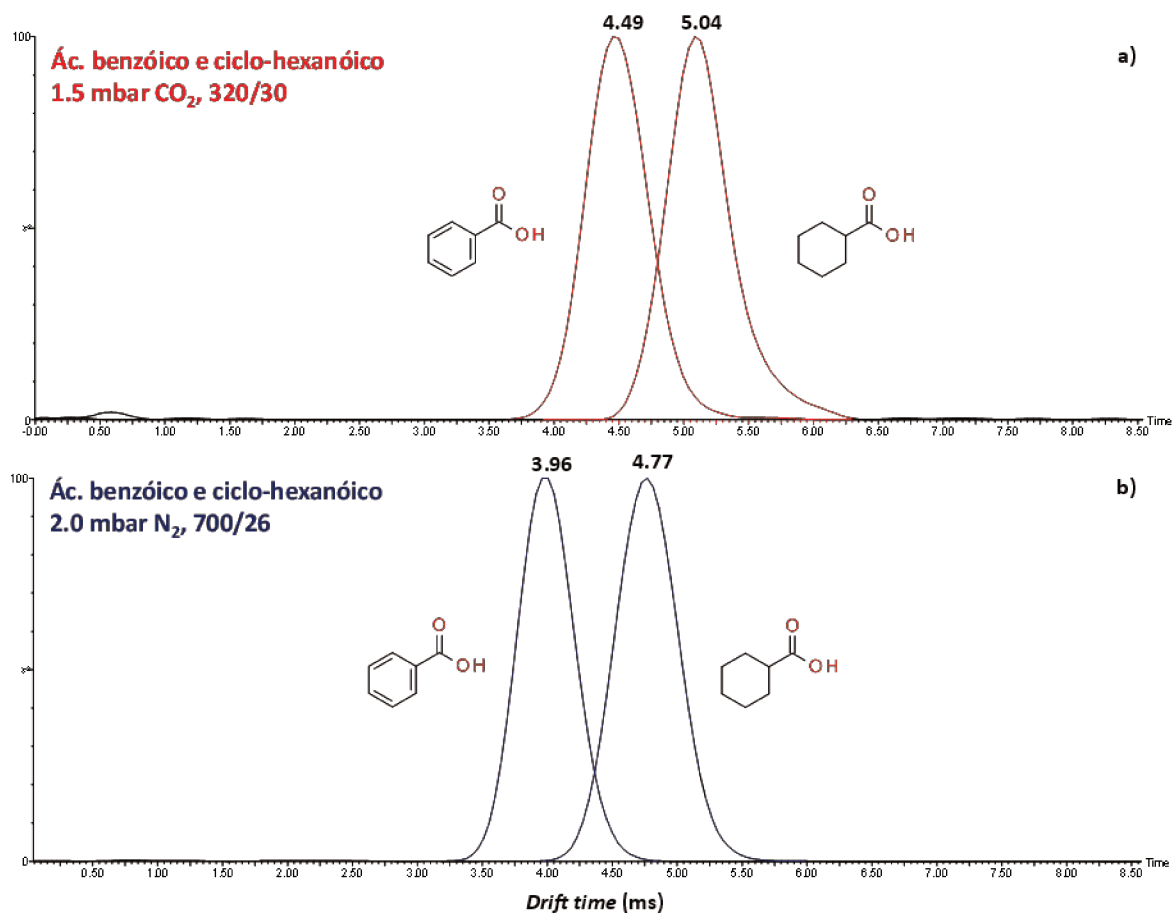 4.49 5.04
100
Ác. benzóico e ciclo-hexanóico
1.5 mbar CO₂, 320/30
a)
O
OH
O
OH
%
0
-0.00 0.50 1.00 1.50 2.00 2.50 3.00 3.50 4.00 4.50 5.00 5.50 6.00 6.50 7.00 7.50 8.00 8.50 Time
3.96 4.77
100
Ác. benzóico e ciclo-hexanóico
2.0 mbar N₂, 700/26
b)
O
OH
O
OH
%
0
0.50 1.00 1.50 2.00 2.50 3.00 3.50 4.00 4.50 5.00 5.50 6.00 6.50 7.00 7.50 8.00 8.50 Time
Drift time (ms)